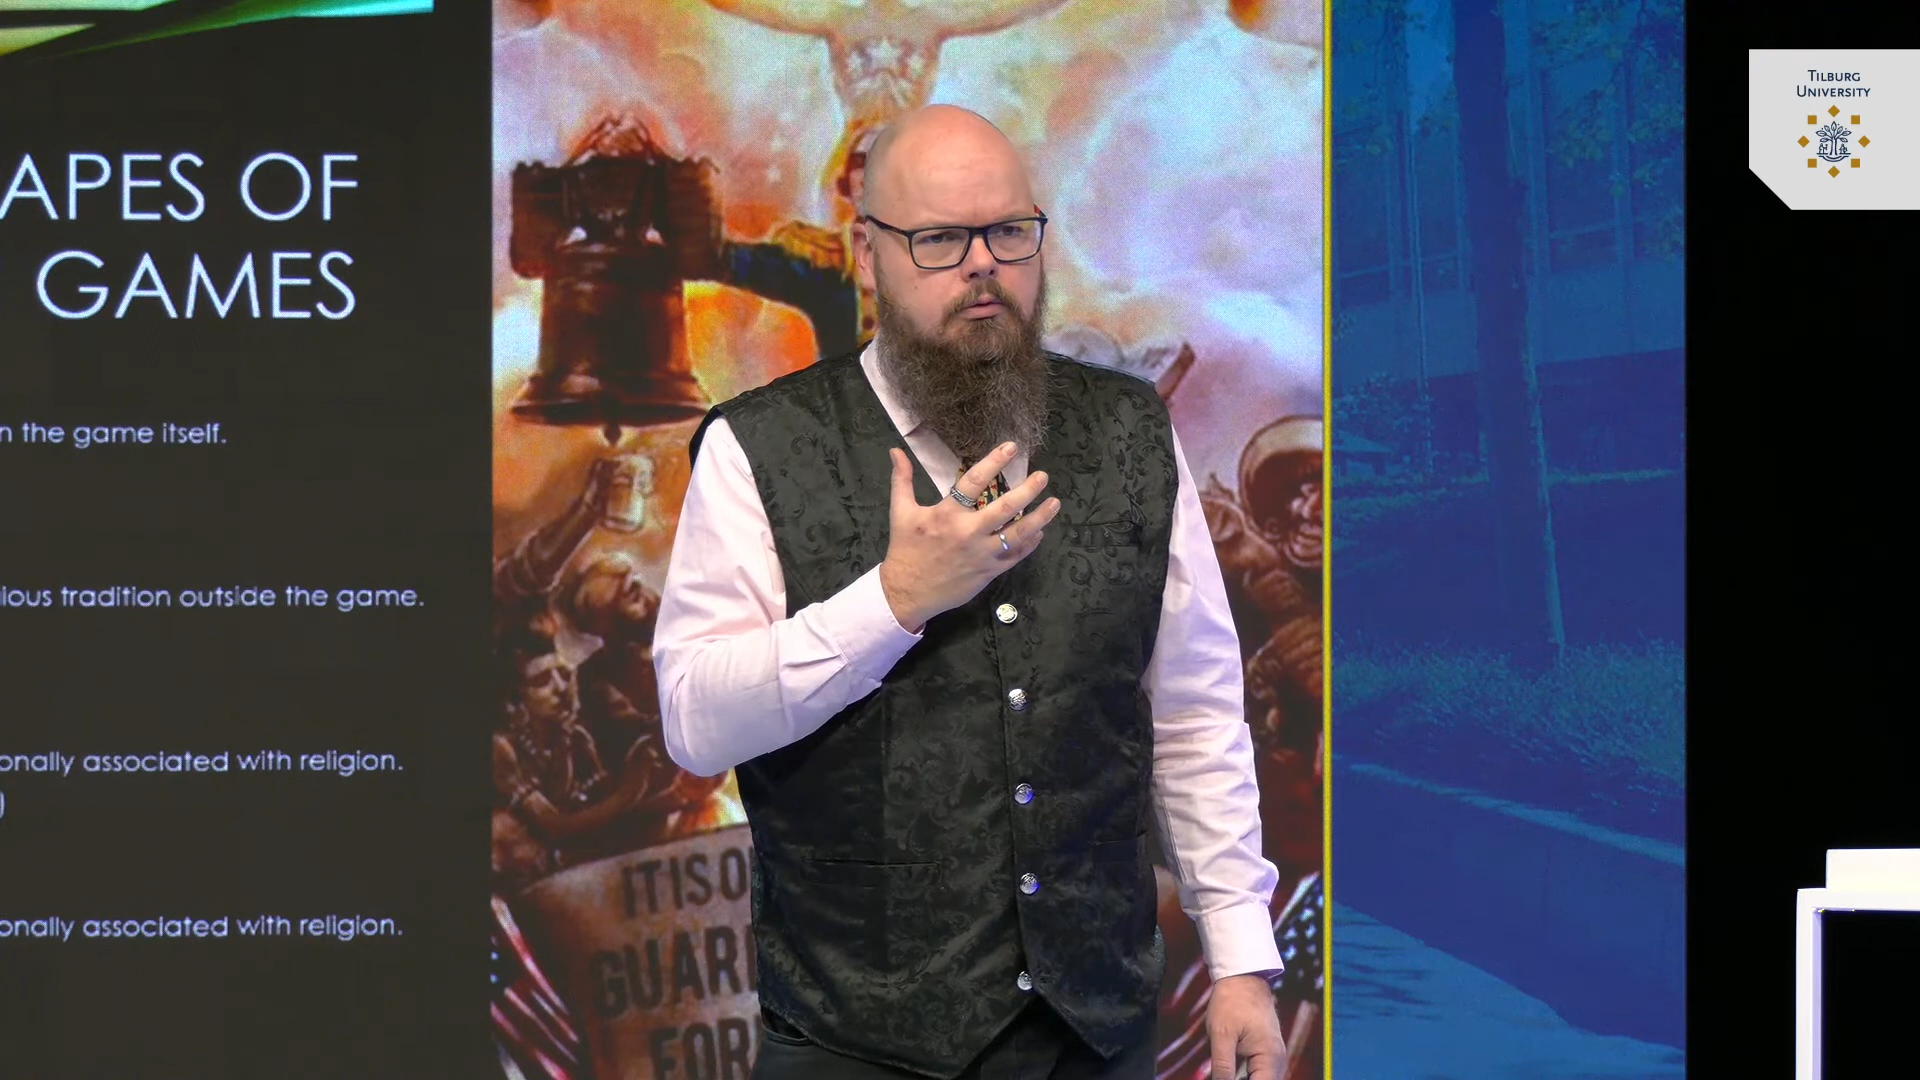 APES OF
GAMES
n the game itself.
ious tradition outside the game.
onally associated with religion.
)
onally associated with religion.
IT IS O
GUAR
FOR
TILBURG
UNIVERSITY